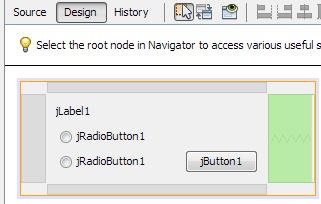 Source Design History
Select the root node in Navigator to access various useful s
jLabel1
jRadioButton1
jRadioButton1 jButton1